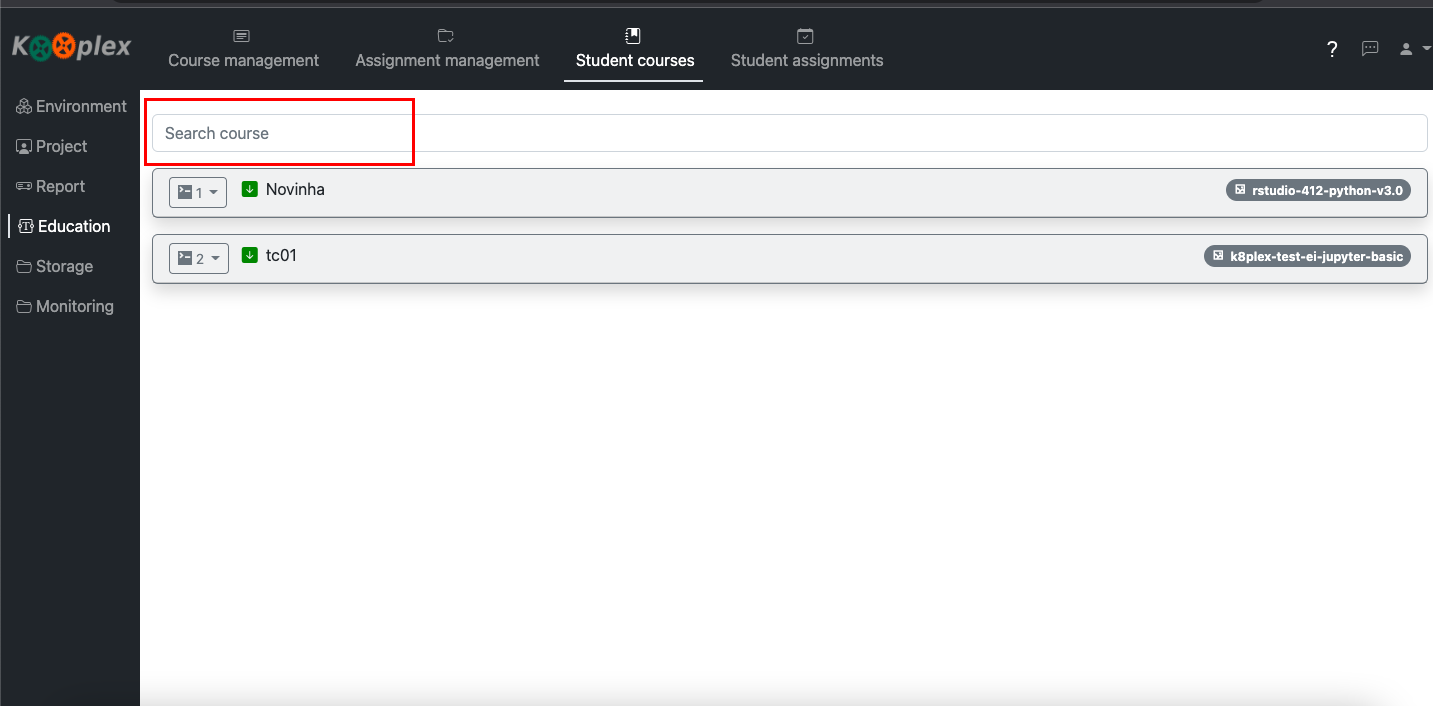 Kooplex
Course management
Assignment management
Student courses
Student assignments
?
Environment
Project
Report
Education
Storage
Monitoring
Search course
1
Novinha
rstudio-412-python-v3.0
2
tc01
k8plex-test-ei-jupyter-basic